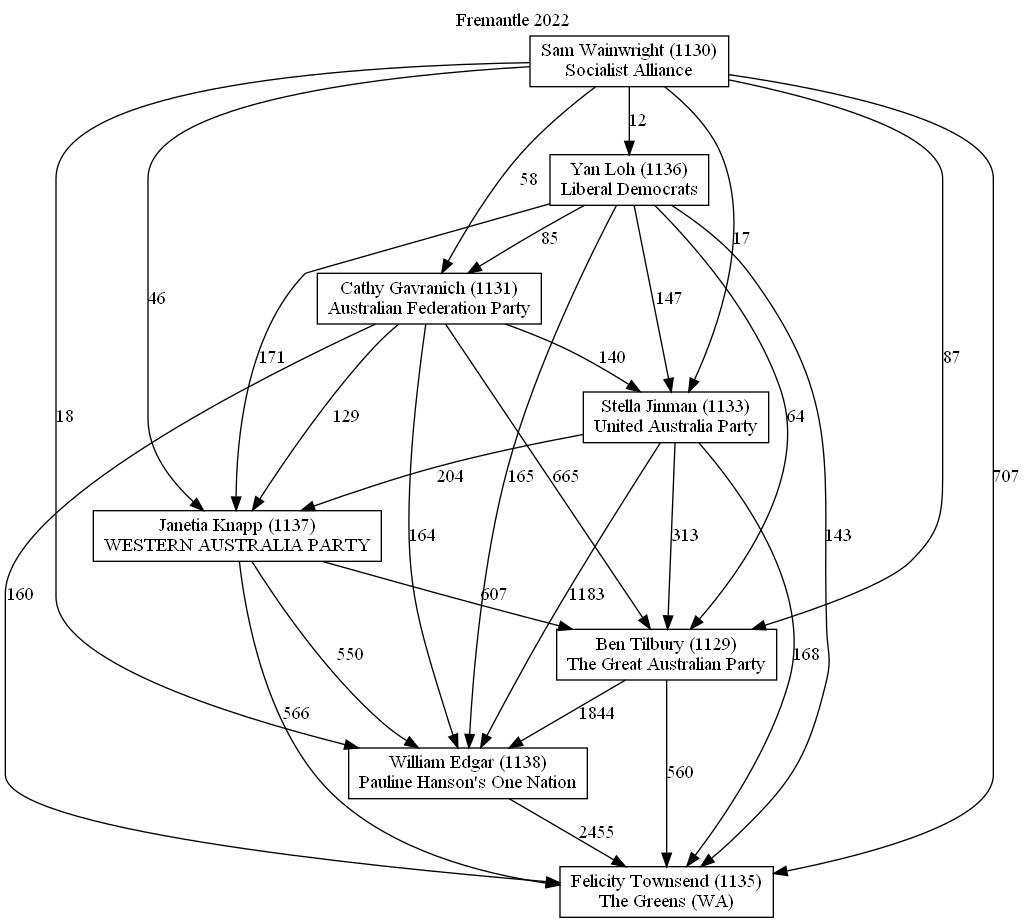 Fremantle 2022
Sam Wainwright (1130)
Socialist Alliance
12
Yan Loh (1136)
Liberal Democrats
58
85
17
Cathy Gavranich (1131)
Australian Federation Party
46
147
171
140
87
Stella Jinman (1133)
United Australia Party
18
129
64
204
165
665
707
Janetia Knapp (1137)
WESTERN AUSTRALIA PARTY
164
313
143
160
607
1183
Ben Tilbury (1129)
The Great Australian Party
550
168
566
1844
William Edgar (1138)
Pauline Hanson's One Nation
560
2455
Felicity Townsend (1135)
The Greens (WA)